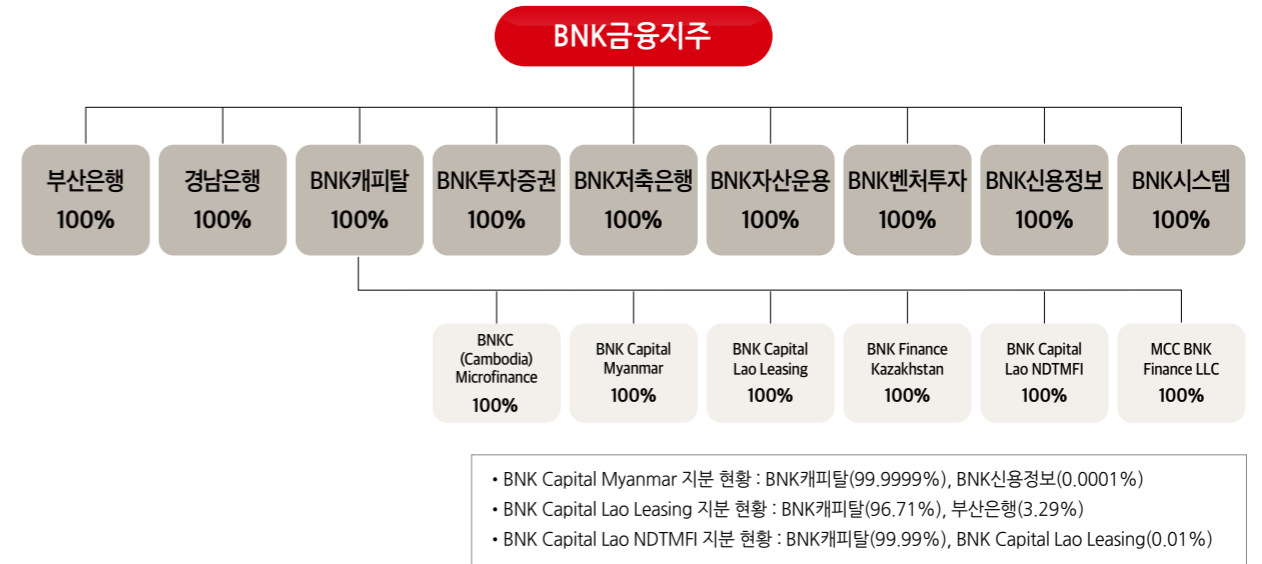 BNK금융지주
부산은행
100%
경남은행
100%
BNK캐피탈
100%
BNK투자증권
100%
BNK저축은행
100%
BNK자산운용
100%
BNK벤처투자
100%
BNK신용정보
100%
BNK시스템
100%
BNKC
(Cambodia)
Microfinance
100%
BNK Capital
Myanmar
100%
BNK Capital
Lao Leasing
100%
BNK Finance
Kazakhstan
100%
BNK Capital
Lao NDTMFI
100%
MCC BNK
Finance LLC
100%
• BNK Capital Myanmar 지분 현황 : BNK캐피탈(99.9999%), BNK신용정보(0.0001%)
• BNK Capital Lao Leasing 지분 현황 : BNK캐피탈(96.71%), 부산은행(3.29%)
• BNK Capital Lao NDTMFI 지분 현황 : BNK캐피탈(99.99%), BNK Capital Lao Leasing(0.01%)